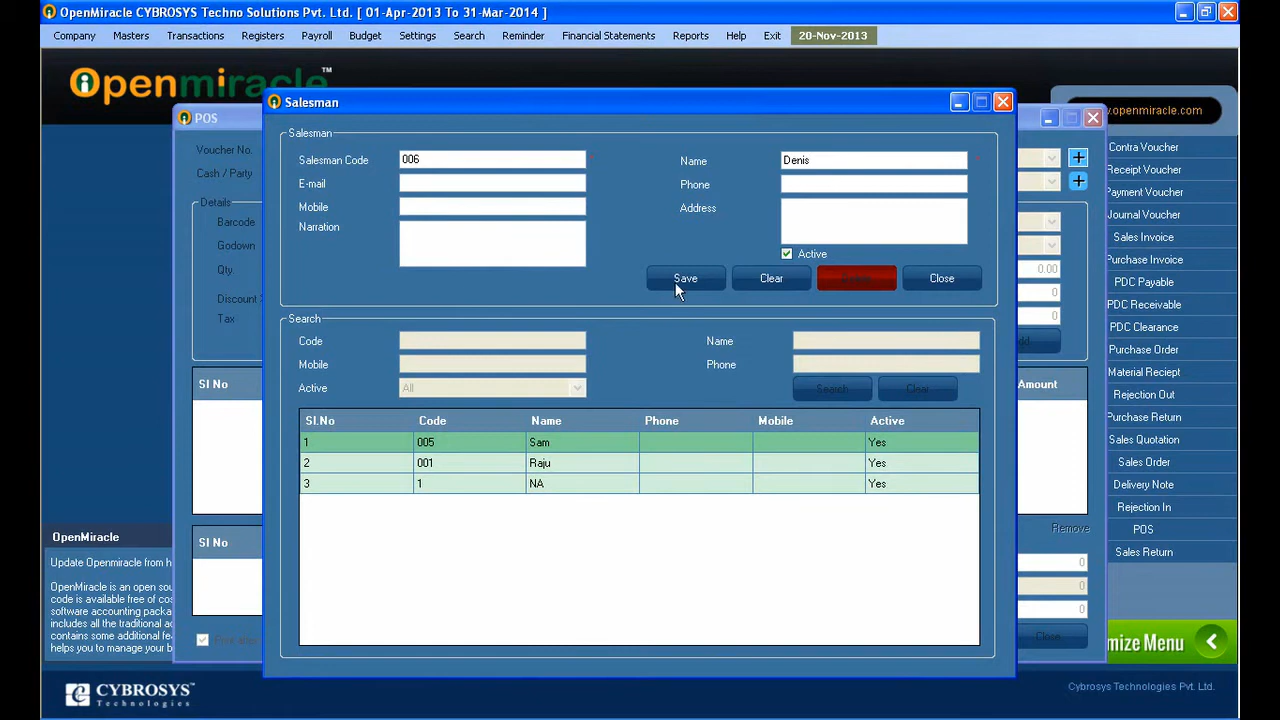 OpenMiracle CYBROSYS Techno Solutions Pvt. Ltd. [ 01-Apr-2013 To 31-Mar-2014 ]
Company Masters Transactions Registers Payroll Budget Settings Search Reminder Financial Statements Reports Help Exit 20-Nov-2013
Openmiracle™
.openmiracle.com
POS
Voucher No.
Cash / Party
Details
Barcode
Godown
Qty
Discount
Tax
Sl No
Sl No
Salesman
Salesman
Salesman Code 006 * Name Denis *
E-mail Phone
Mobile Address
Narration
Active
Save Clear Close
Search
Code Name
Mobile Phone
Active All Search Clear
Sl.No Code Name Phone Mobile Active
1 005 Sam Yes
2 001 Raju Yes
3 1 NA Yes
0.00
0
0
Amount
Remove
0
0
0
Close
Contra Voucher
Receipt Voucher
Payment Voucher
Journal Voucher
Sales Invoice
Purchase Invoice
PDC Payable
PDC Receivable
PDC Clearance
Purchase Order
Material Reciept
Rejection Out
Purchase Return
Sales Quotation
Sales Order
Delivery Note
Rejection In
POS
Sales Return
mize Menu
OpenMiracle
Update Openmiracle from h
OpenMiracle is an open sou
code is available free of cos
software accounting packa
includes all the traditional ac
contains some additional fea
helps you to manage your b
CYBROSYS
Technologies
Cybrosys Technologies Pvt. Ltd.